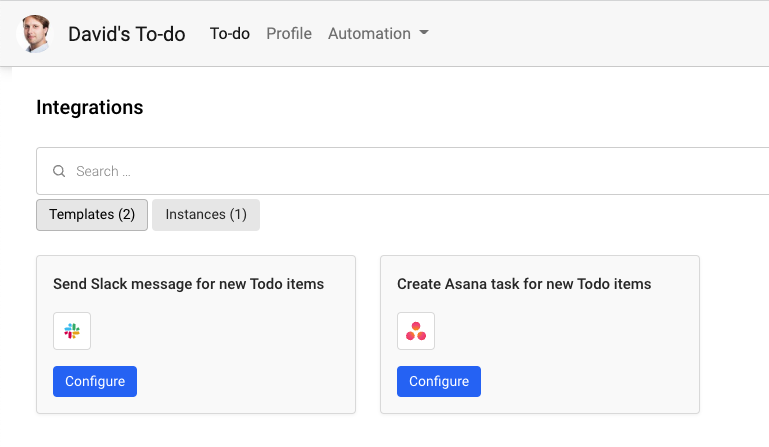 David's To-do To-do Profile Automation
Integrations
Search ...
Templates (2) Instances (1)
Send Slack message for new Todo items
Create Asana task for new Todo items
Configure
Configure